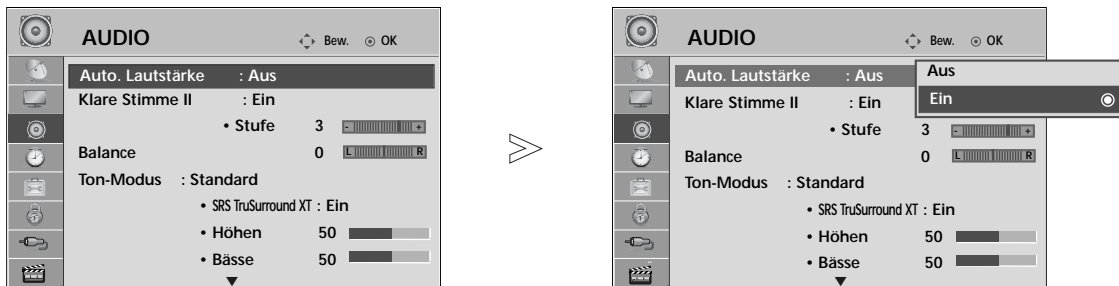 AUDIO Bew. OK
Auto. Lautstärke : Aus
Klare Stimme II : Ein
• Stufe 3 - +
Balance 0 L R
Ton-Modus : Standard
• SRS TruSurround XT : Ein
• Höhen 50
• Bässe 50
AUDIO Bew. OK
Auto. Lautstärke : Aus
Klare Stimme II : Ein
• Stufe 3 - +
Balance 0 L R
Ton-Modus : Standard
• SRS TruSurround XT : Ein
• Höhen 50
• Bässe 50
Aus
Ein